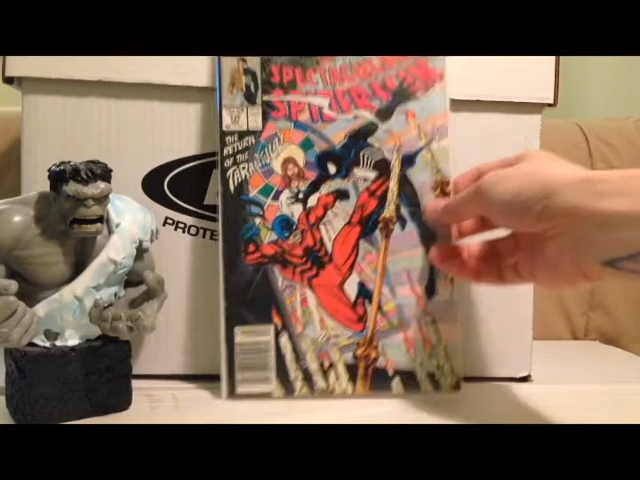 SPECTACULAR
SPIDER-MAN
THE
RETURN
OF THE
TARANTULA!
PROTE